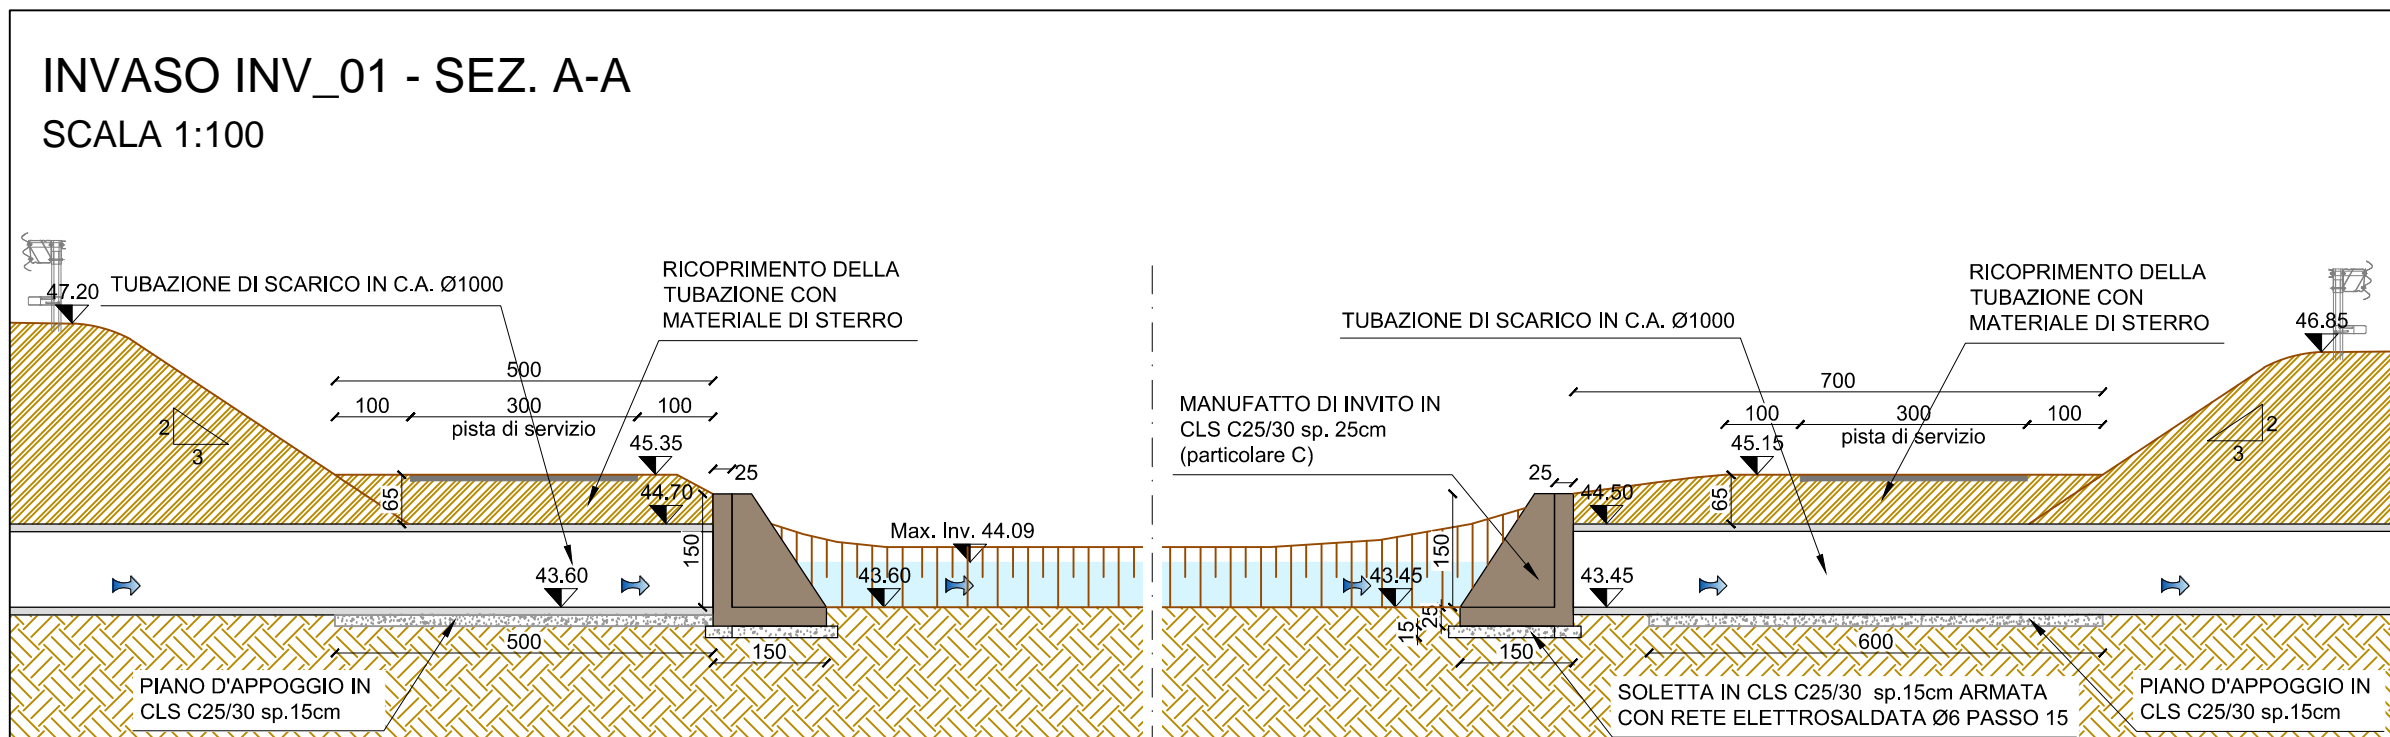 INVASO INV_01 - SEZ. A-A
SCALA 1:100
47.20
TUBAZIONE DI SCARICO IN C.A. Ø1000
RICOPRIMENTO DELLA
TUBAZIONE CON
MATERIALE DI STERRO
500
100
300
100
pista di servizio
2
3
45.35
25
65
44.70
150
Max. Inv. 44.09
43.60
43.60
500
150
PIANO D'APPOGGIO IN
CLS C25/30 sp.15cm
TUBAZIONE DI SCARICO IN C.A. Ø1000
RICOPRIMENTO DELLA
TUBAZIONE CON
MATERIALE DI STERRO
46.85
MANUFATTO DI INVITO IN
CLS C25/30 sp. 25cm
(particolare C)
700
100
300
100
pista di servizio
2
3
45.15
25
65
44.50
150
43.45
43.45
25
15
150
600
SOLETTA IN CLS C25/30 sp.15cm ARMATA
CON RETE ELETTROSALDATA Ø6 PASSO 15
PIANO D'APPOGGIO IN
CLS C25/30 sp.15cm